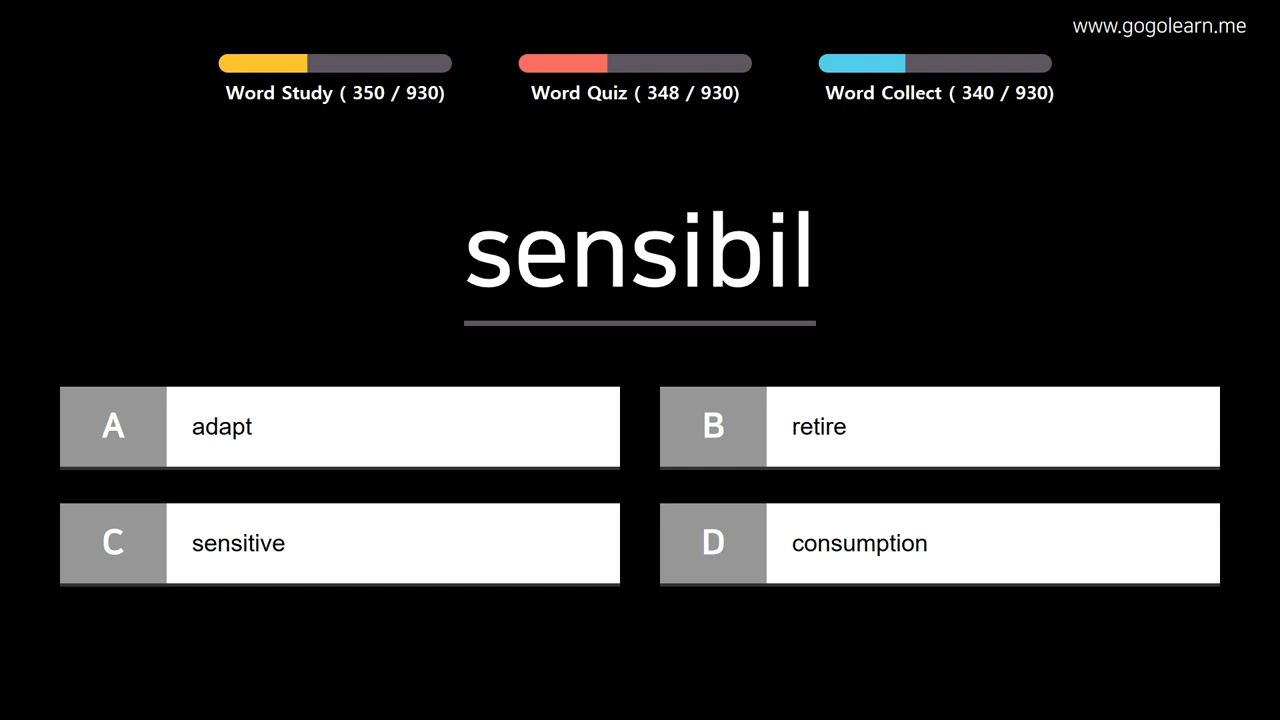 www.gogolearn.me
Word Study ( 350 / 930)
Word Quiz ( 348 / 930)
Word Collect ( 340 / 930)
sensibil
A adapt
B retire
C sensitive
D consumption